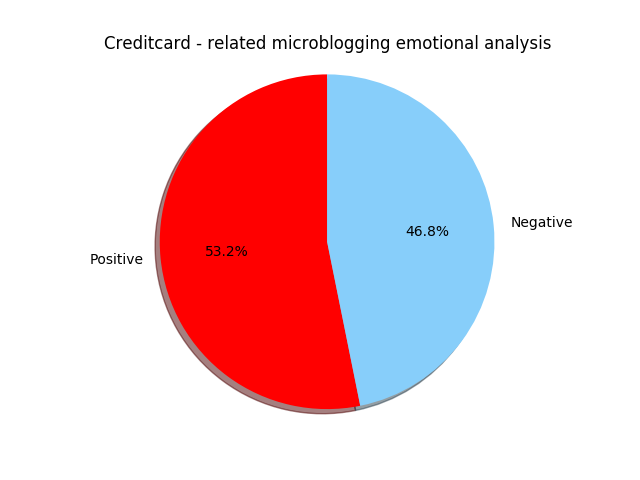 Creditcard - related microblogging emotional analysis
Negative
46.8%
53.2%
Positive